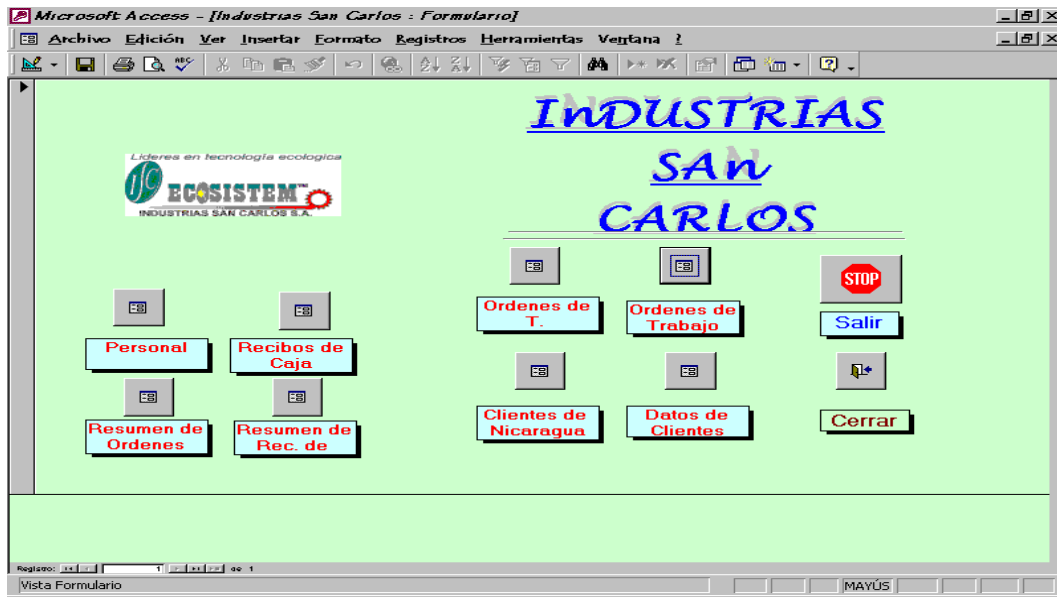 Microsoft Access - [Industrias San Carlos : Formulario]
Archivo Edición Ver Insertar Formato Registros Herramientas Ventana ?
InDUSTRIAS
SAn
CARLOS
Lideres en tecnología ecologica
ISC ECOSISTEM™
INDUSTRIAS SAN CARLOS S.A.
STOP
Salir
Ordenes de
T.
Ordenes de
Trabajo
Personal
Recibos de
Caja
Clientes de
Nicaragua
Datos de
Clientes
Cerrar
Resumen de
Ordenes
Resumen de
Rec. de
Registro: 1 de 1
Vista Formulario MAYÚS